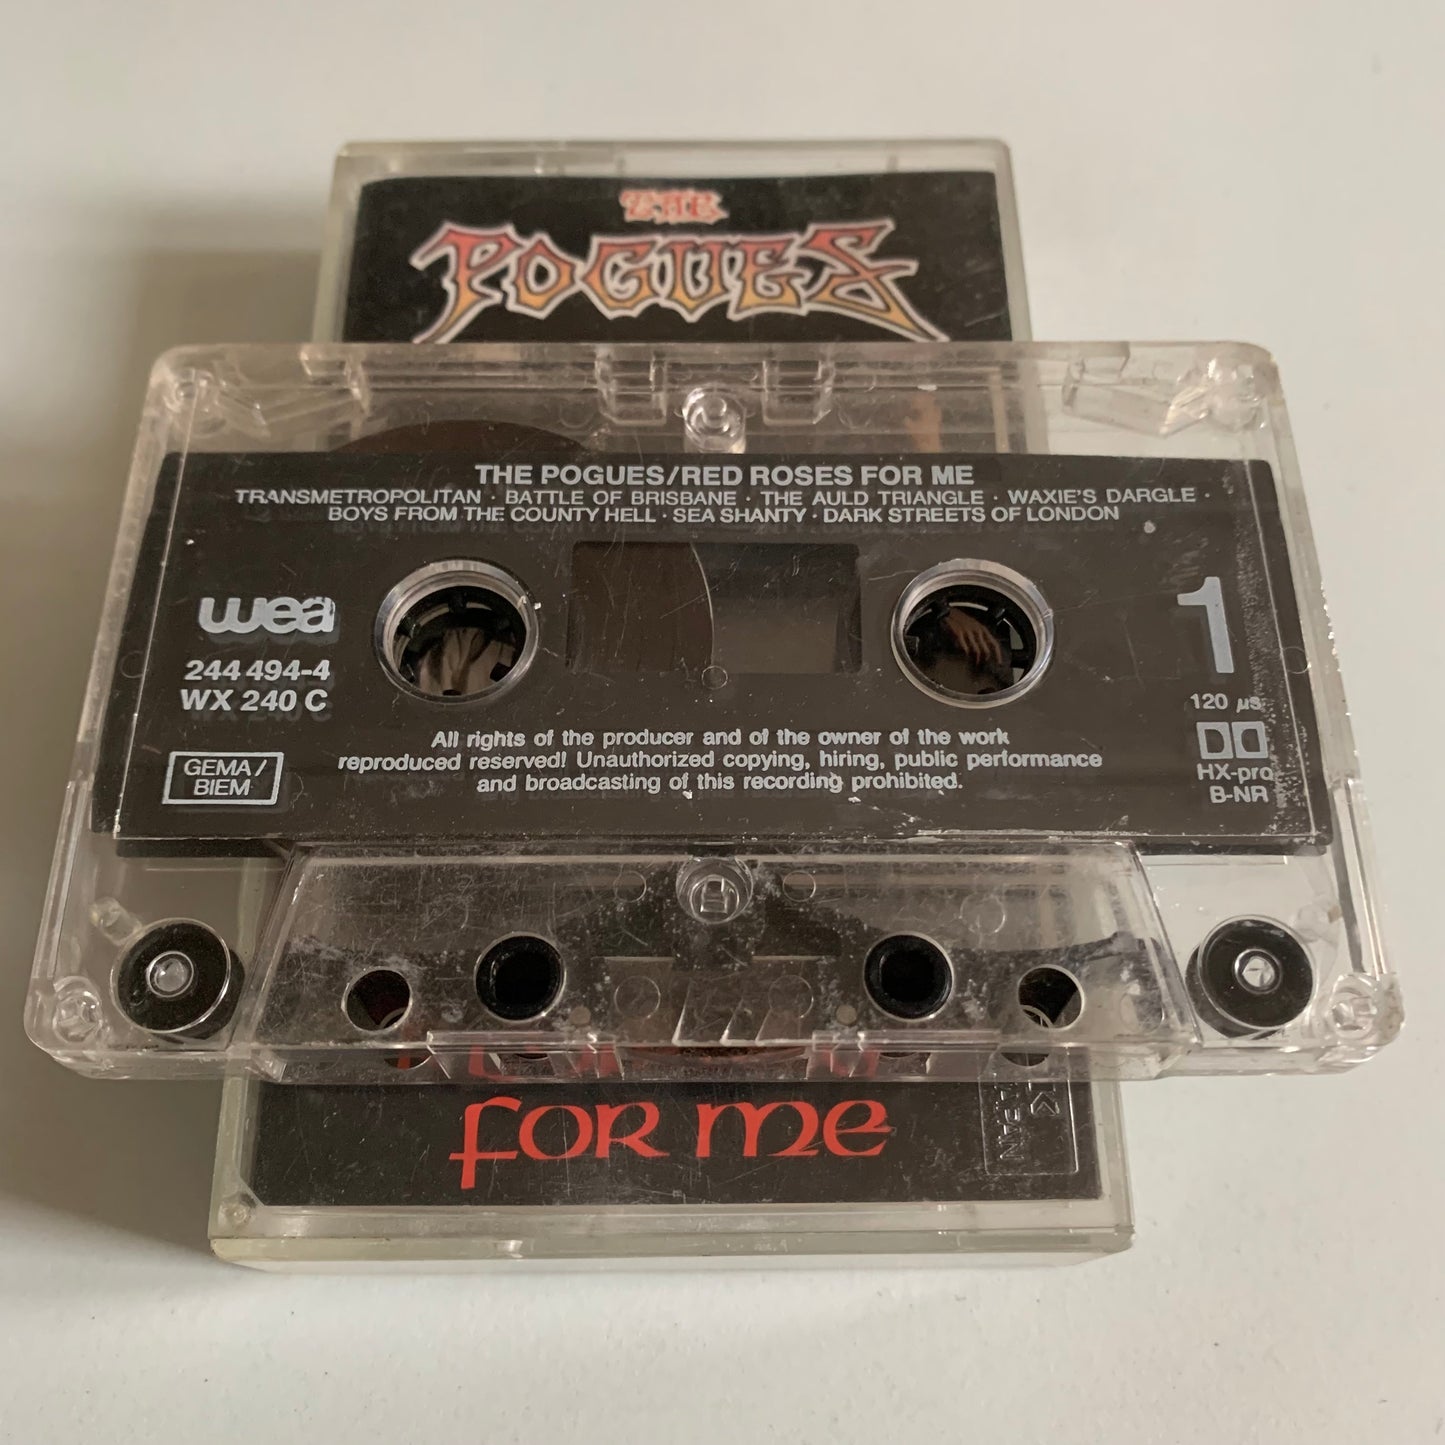 THE
POGUES
THE POGUES/RED ROSES FOR ME
TRANSMETROPOLITAN · BATTLE OF BRISBANE · THE AULD TRIANGLE · WAXIE'S DARGLE ·
BOYS FROM THE COUNTY HELL · SEA SHANTY · DARK STREETS OF LONDON
wea
244 494-4
WX 240 C
GEMA/
BIEM
1
120 µs
HX-pro
B-NR
All rights of the producer and of the owner of the work
reproduced reserved! Unauthorized copying, hiring, public performance
and broadcasting of this recording prohibited.
FOR ME